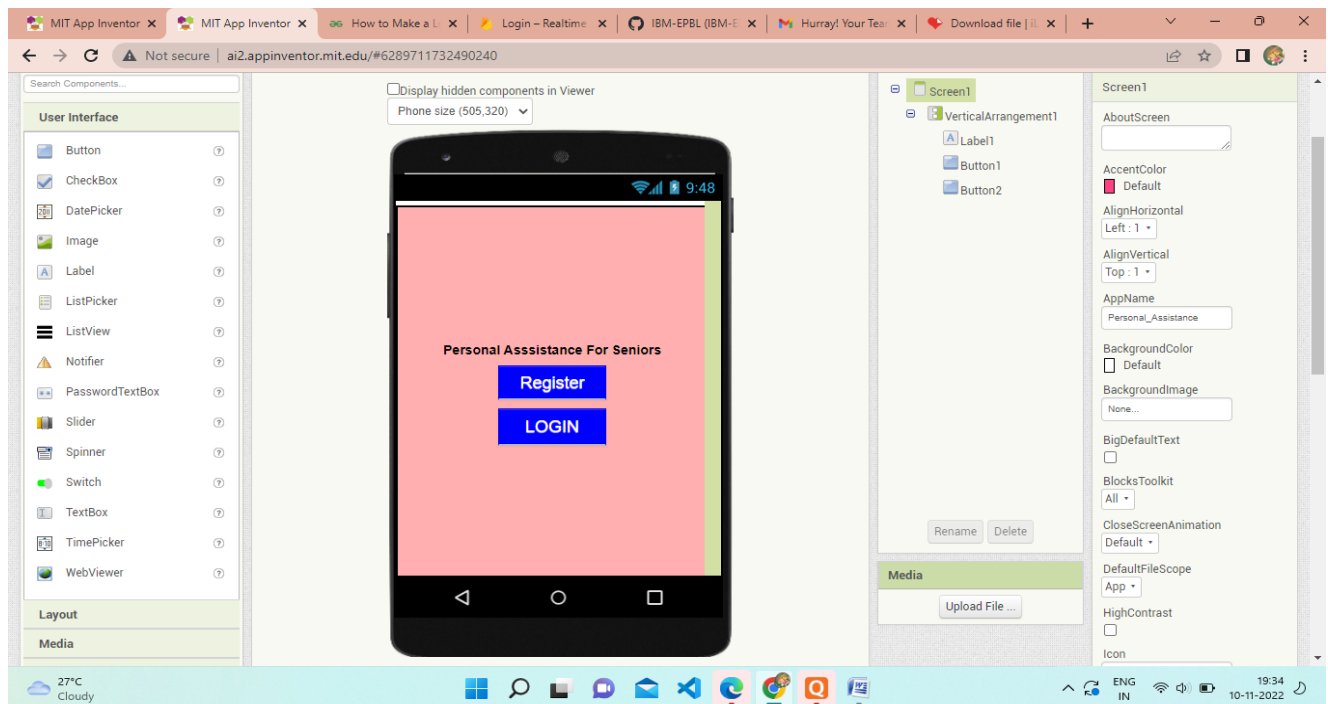 MIT App Inventor
MIT App Inventor
How to Make a L
Login – Realtime
IBM-EPBL (IBM-E
Hurray! Your Tear
Download file | iL
Not secure | ai2.appinventor.mit.edu/#6289711732490240
Search Components...
User Interface
Button
CheckBox
DatePicker
Image
Label
ListPicker
ListView
Notifier
PasswordTextBox
Slider
Spinner
Switch
TextBox
TimePicker
WebViewer
Layout
Media
Display hidden components in Viewer
Phone size (505,320)
9:48
Personal Asssistance For Seniors
Register
LOGIN
Screen1
VerticalArrangement1
Label1
Button1
Button2
Rename Delete
Media
Upload File ...
Screen1
AboutScreen
AccentColor
Default
AlignHorizontal
Left : 1
AlignVertical
Top : 1
AppName
Personal_Assistance
BackgroundColor
Default
BackgroundImage
None...
BigDefaultText
BlocksToolkit
All
CloseScreenAnimation
Default
DefaultFileScope
App
HighContrast
Icon
27°C
Cloudy
ENG
IN
19:34
10-11-2022